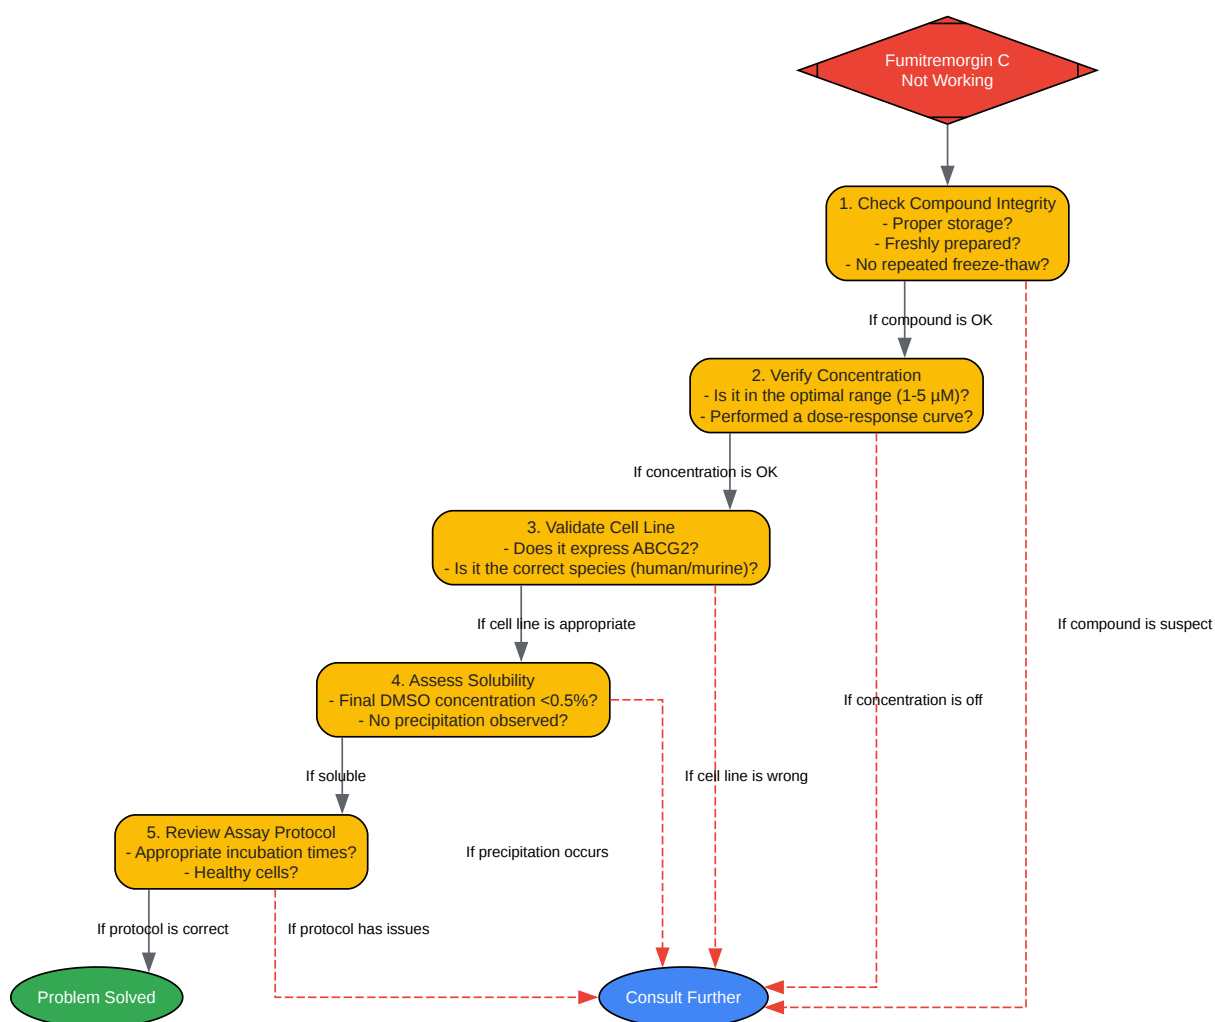 Fumitremorgin C
Not Working
1. Check Compound Integrity
- Proper storage?
- Freshly prepared?
- No repeated freeze-thaw?
If compound is OK
2. Verify Concentration
- Is it in the optimal range (1-5 µM)?
- Performed a dose-response curve?
If concentration is OK
3. Validate Cell Line
- Does it express ABCG2?
- Is it the correct species (human/murine)?
If cell line is appropriate
If compound is suspect
4. Assess Solubility
- Final DMSO concentration <0.5%?
- No precipitation observed?
If concentration is off
If soluble
If cell line is wrong
5. Review Assay Protocol
- Appropriate incubation times?
- Healthy cells?
If precipitation occurs
If protocol is correct
If protocol has issues
Problem Solved
Consult Further